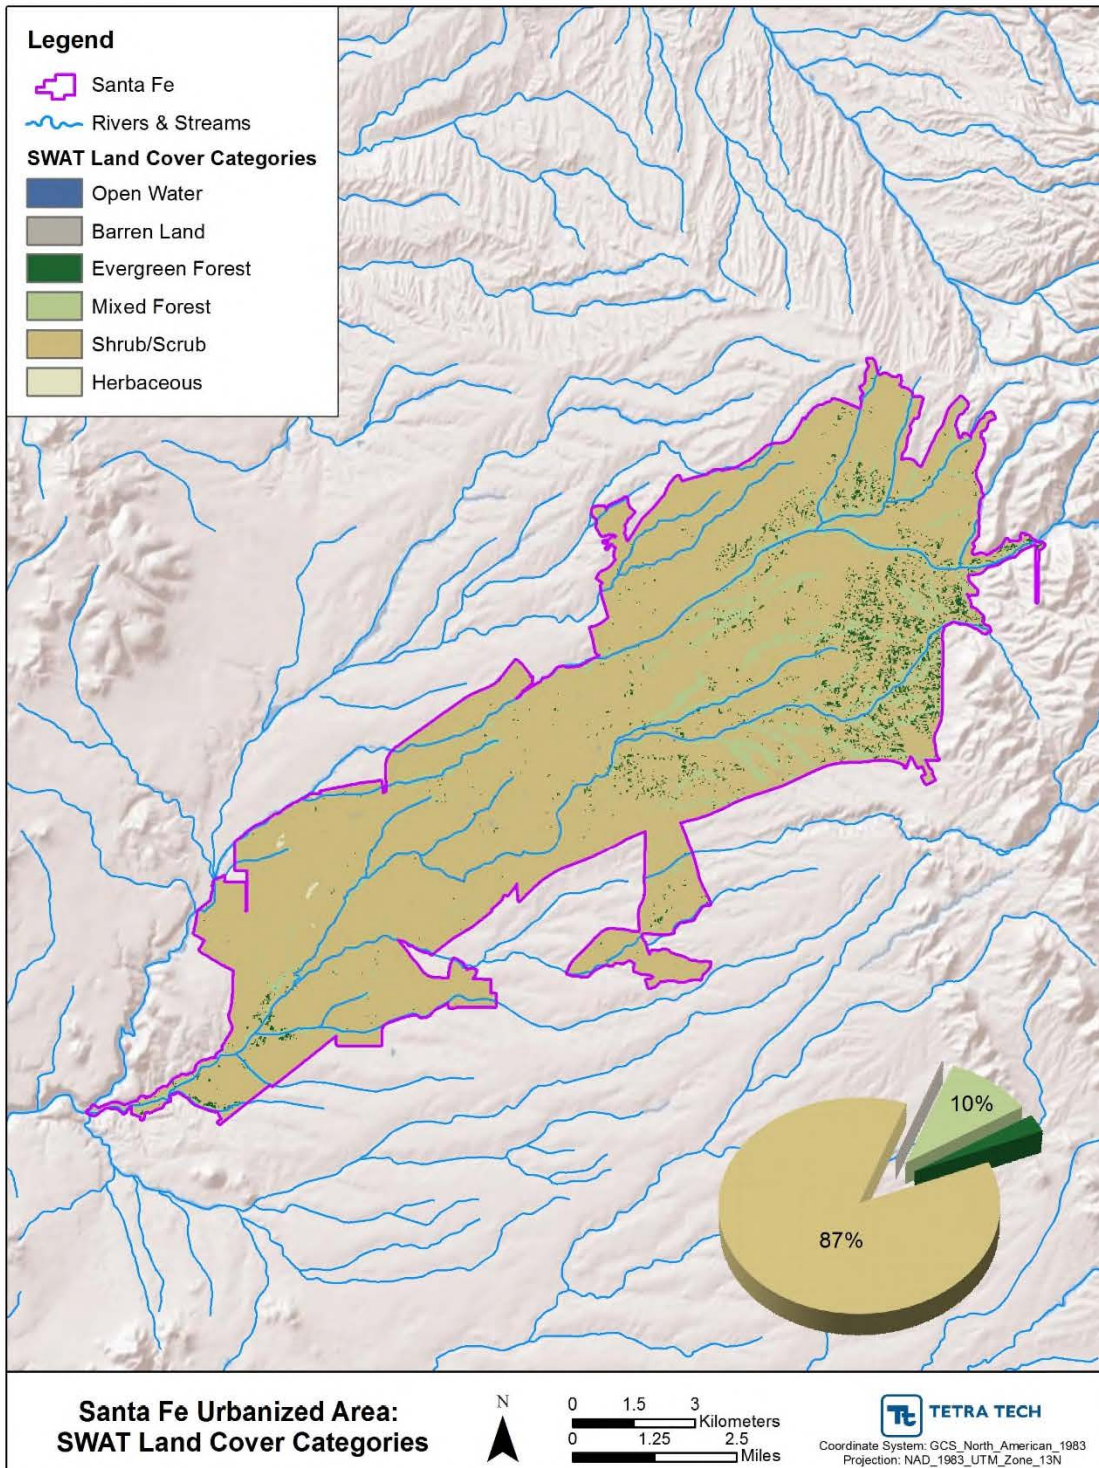 Legend
Santa Fe
Rivers & Streams
SWAT Land Cover Categories
Open Water
Barren Land
Evergreen Forest
Mixed Forest
Shrub/Scrub
Herbaceous
10%
87%
Santa Fe Urbanized Area:
SWAT Land Cover Categories
N
0 1.5 3
Kilometers
0 1.25 2.5
Miles
Tt TETRA TECH
Coordinate System: GCS_North_American_1983
Projection: NAD_1983_UTM_Zone_13N